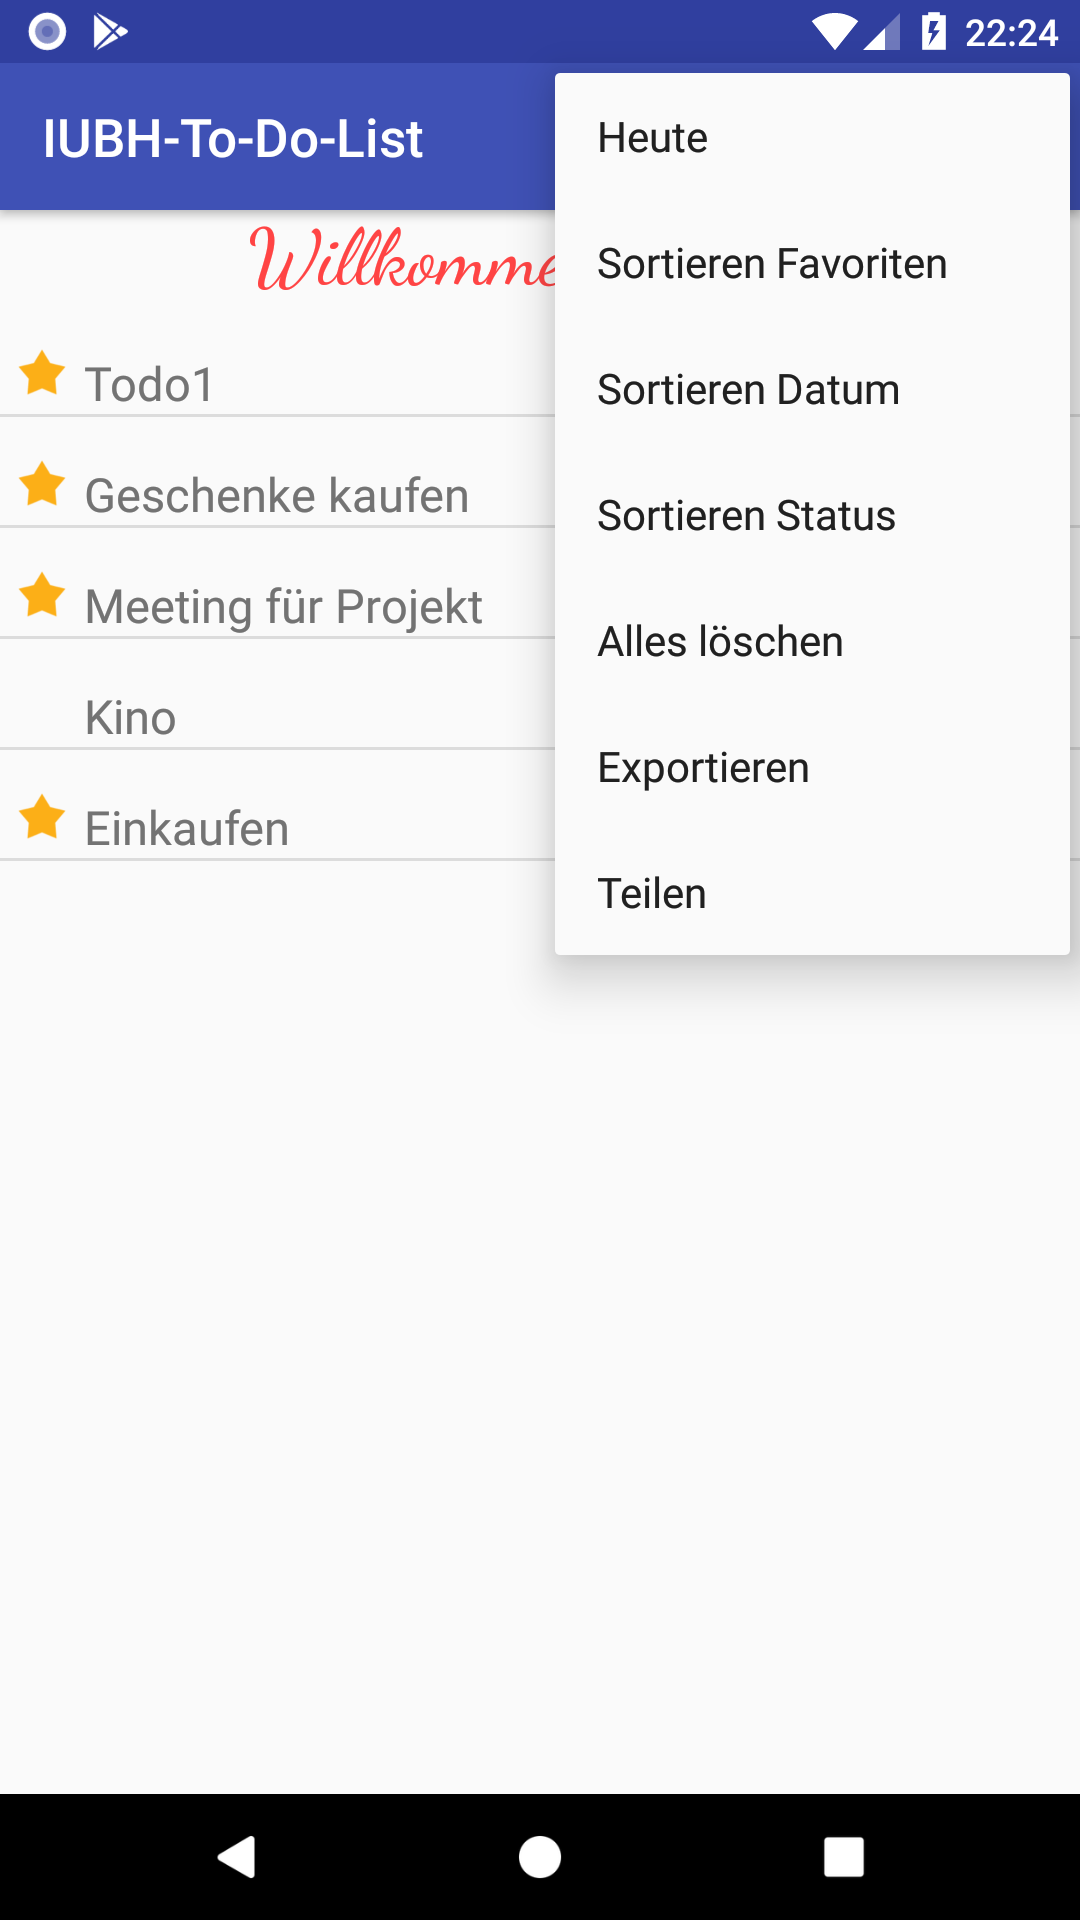 22:24
IUBH-To-Do-List
Heute
Sortieren Favoriten
Sortieren Datum
Sortieren Status
Alles löschen
Exportieren
Teilen
Todo1
Geschenke kaufen
Meeting für Projekt
Kino
Einkaufen